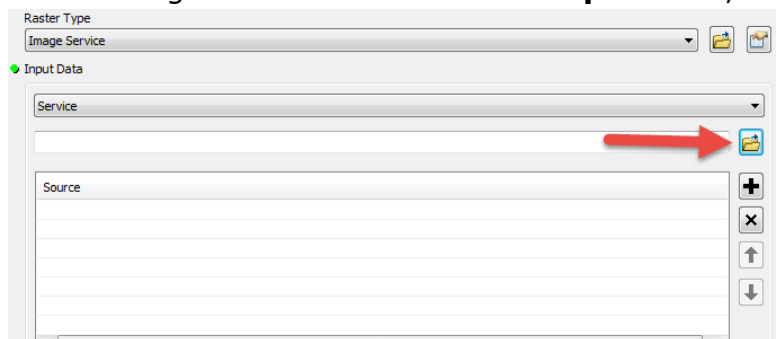 Raster Type
Image Service
Input Data
Service
Source